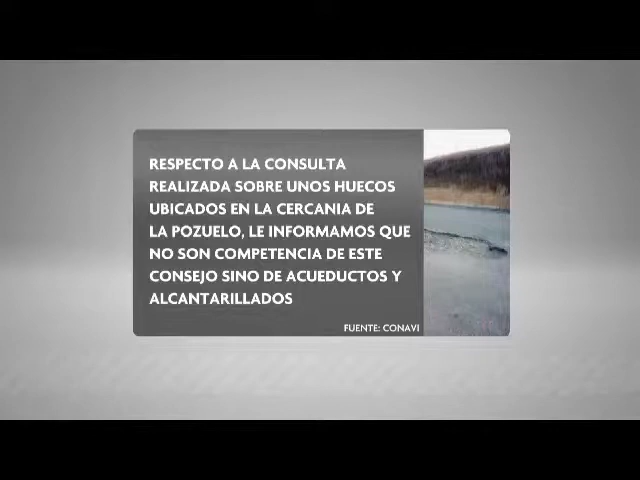 RESPECTO A LA CONSULTA
REALIZADA SOBRE UNOS HUECOS
UBICADOS EN LA CERCANIA DE
LA POZUELO, LE INFORMAMOS QUE
NO SON COMPETENCIA DE ESTE
CONSEJO SINO DE ACUEDUCTOS Y
ALCANTARILLADOS
FUENTE: CONAVI